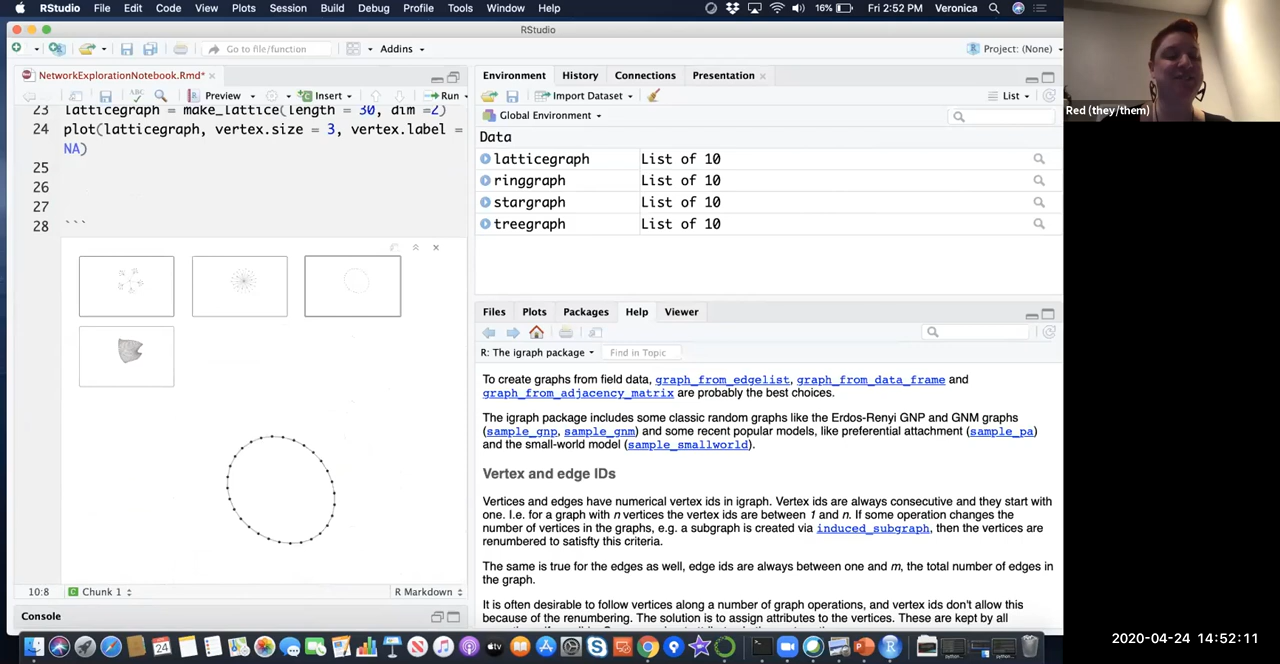 RStudio File Edit Code View Plots Session Build Debug Profile Tools Window Help 16% Fri 2:52 PM Veronica
RStudio
Go to file/function Addins Project: (None)
NetworkExplorationNotebook.Rmd*
Preview Insert Run
23 latticegraph = make_lattice(length = 30, dim =2)
24 plot(latticegraph, vertex.size = 3, vertex.label =
NA)
25
26
27
28 ```
10:8 Chunk 1 R Markdown
Console
Environment History Connections Presentation
Import Dataset List
Global Environment
Data
latticegraph List of 10
ringgraph List of 10
stargraph List of 10
treegraph List of 10
Files Plots Packages Help Viewer
R: The igraph package Find in Topic
To create graphs from field data, graph_from_edgelist, graph_from_data_frame and
graph_from_adjacency_matrix are probably the best choices.
The igraph package includes some classic random graphs like the Erdos-Renyi GNP and GNM graphs
(sample_gnp, sample_gnm) and some recent popular models, like preferential attachment (sample_pa)
and the small-world model (sample_smallworld).
Vertex and edge IDs
Vertices and edges have numerical vertex ids in igraph. Vertex ids are always consecutive and they start with
one. I.e. for a graph with n vertices the vertex ids are between 1 and n. If some operation changes the
number of vertices in the graphs, e.g. a subgraph is created via induced_subgraph, then the vertices are
renumbered to satisfty this criteria.
The same is true for the edges as well, edge ids are always between one and m, the total number of edges in
the graph.
It is often desirable to follow vertices along a number of graph operations, and vertex ids don't allow this
because of the renumbering. The solution is to assign attributes to the vertices. These are kept by all
Red (they/them)
2020-04-24 14:52:11